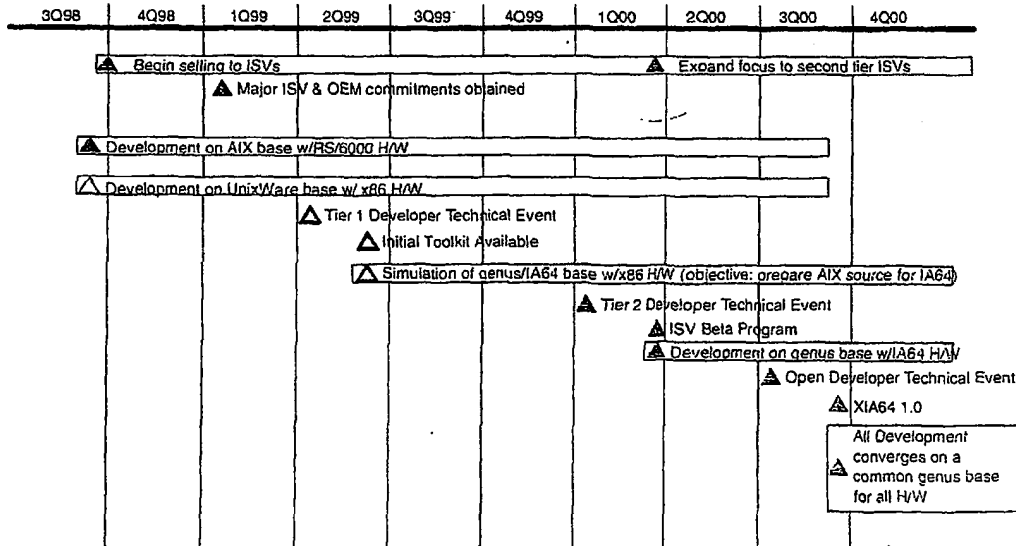 3Q98 4Q98 1Q99 2Q99 3Q99 4Q99 1Q00 2Q00 3Q00 4Q00
Begin selling to ISVs Expand focus to second tier ISVs
Major ISV & OEM commitments obtained
Development on AIX base w/RS/6000 H/W
Development on UnixWare base w/ x86 H/W
Tier 1 Developer Technical Event
Initial Toolkit Available
Simulation of genus/IA64 base w/x86 H/W (objective: prepare AIX source for IA64)
Tier 2 Developer Technical Event
ISV Beta Program
Development on genus base w/IA64 H/W
Open Developer Technical Event
XIA64 1.0
All Development
converges on a
common genus base
for all H/W